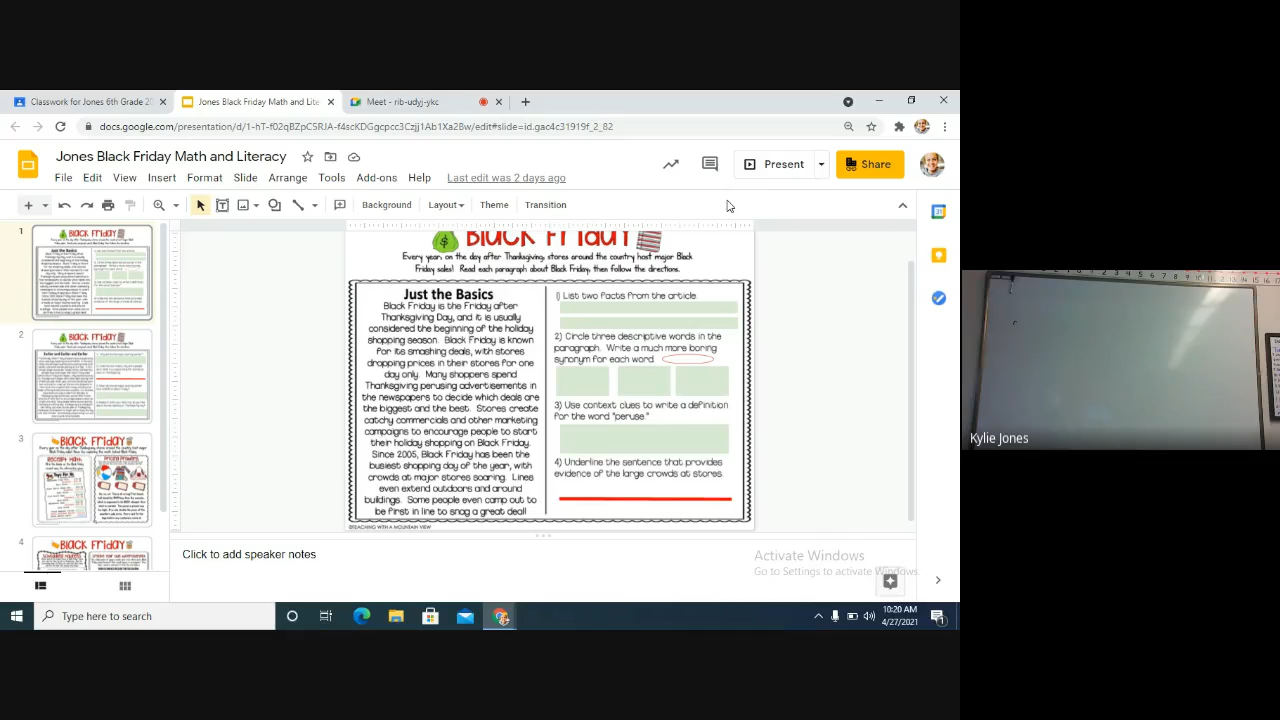 Classwork for Jones 6th Grade 20
Jones Black Friday Math and Lite
Meet - rib-udyj-ykc
docs.google.com/presentation/d/1-hT-f02qBZpC5RJA-f4scKDGgcpcc3Czjj1Ab1Xa2Bw/edit#slide=id.gac4c31919f_2_82
Jones Black Friday Math and Literacy
Present
Share
File Edit View Insert Format Slide Arrange Tools Add-ons Help Last edit was 2 days ago
Background Layout Theme Transition
1
2
3
4
BLACK FRIDAY
Every year, on the day after Thanksgiving, stores around the country host major Black
Friday sales! Read each paragraph about Black Friday, then follow the directions.
Just the Basics
Black Friday is the Friday after
Thanksgiving Day, and it is usually
considered the beginning of the holiday
shopping season. Black Friday is known
for its smashing deals, with stores
dropping prices in their stores for one
day only. Many shoppers spend
Thanksgiving perusing advertisements in
the newspapers to decide which deals are
the biggest and the best. Stores create
catchy commercials and other marketing
campaigns to encourage people to start
their holiday shopping on Black Friday.
Since 2005, Black Friday has been the
busiest shopping day of the year, with
crowds at major stores soaring. Lines
even extend outdoors and around
buildings. Some people even camp out to
be first in line to snag a great deal!
1) List two facts from the article.
2) Circle three descriptive words in the
paragraph. Write a much more boring
synonym for each word.
3) Use context clues to write a definition
for the word "peruse."
4) Underline the sentence that provides
evidence of the large crowds at stores.
©TEACHING WITH A MOUNTAIN VIEW
Click to add speaker notes
Activate Windows
Go to Settings to activate Windows.
Type here to search
10:20 AM
4/27/2021
Kylie Jones